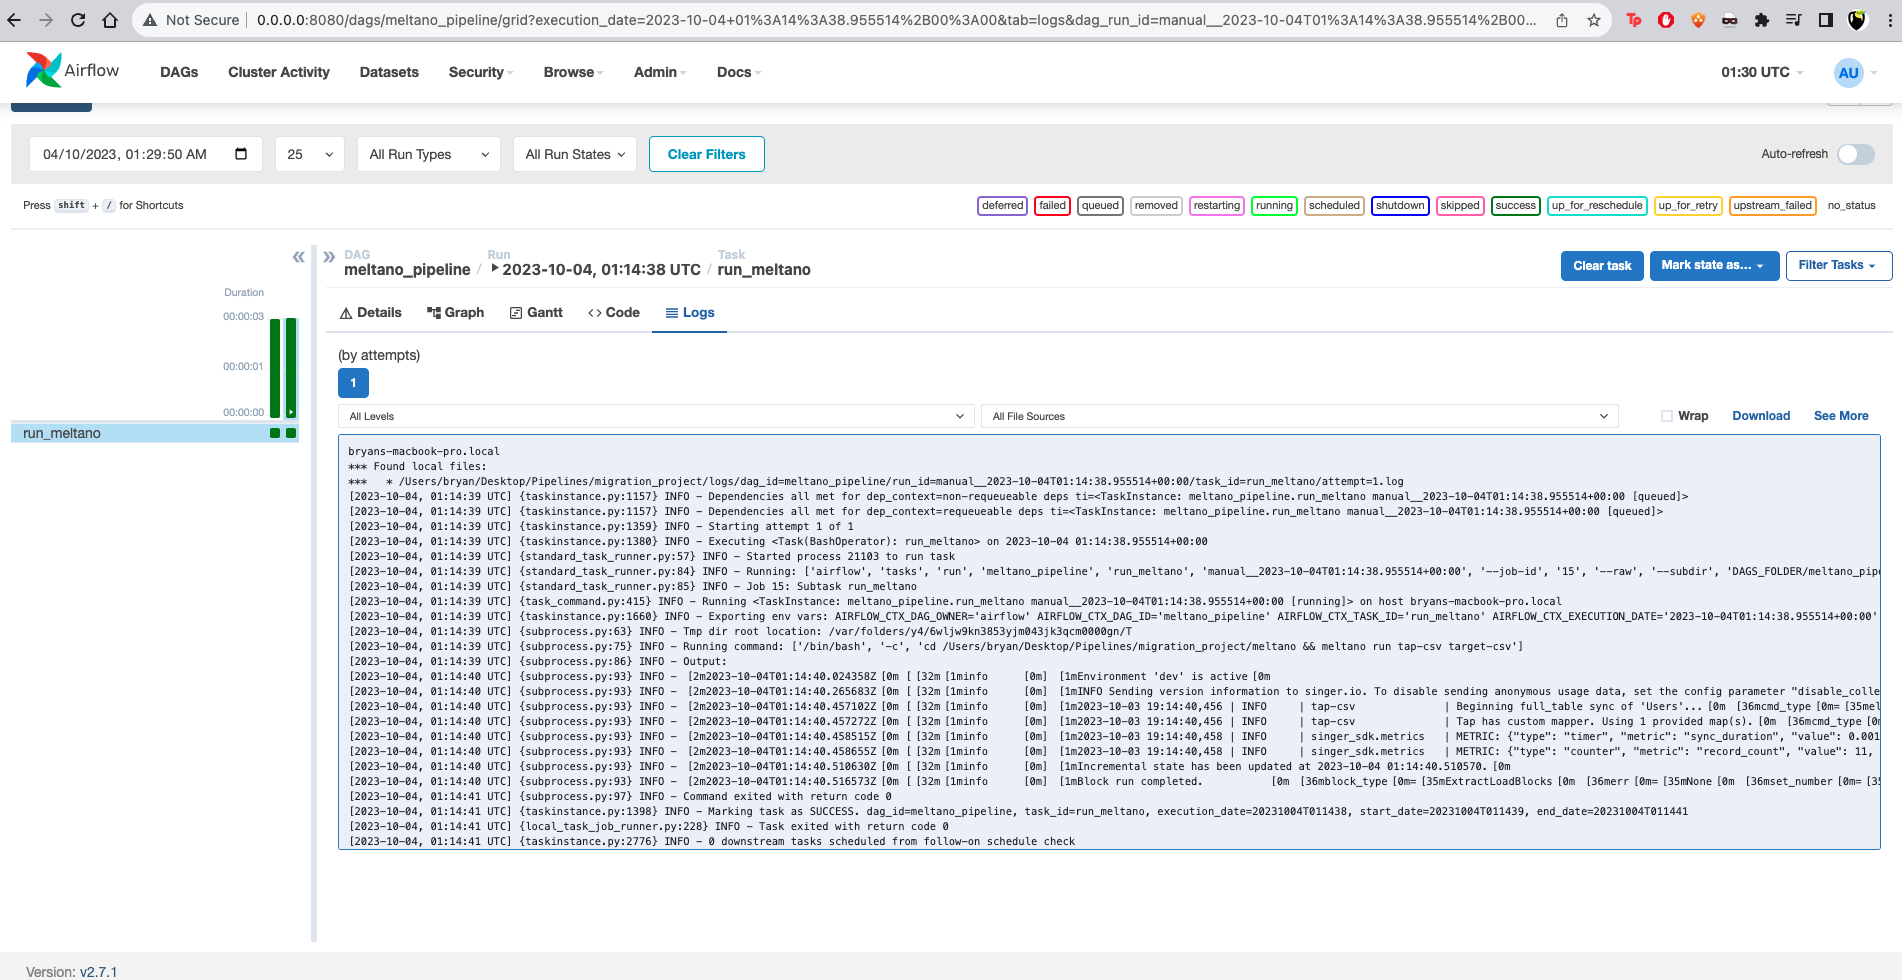 Not Secure | 0.0.0.0:8080/dags/meltano_pipeline/grid?execution_date=2023-10-04+01%3A14%3A38.955514%2B00%3A00&tab=logs&dag_run_id=manual__2023-10-04T01%3A14%3A38.955514%2B00...
Airflow DAGs Cluster Activity Datasets Security Browse Admin Docs 01:30 UTC AU
04/10/2023, 01:29:50 AM 25 All Run Types All Run States Clear Filters Auto-refresh
Press shift + / for Shortcuts deferred failed queued removed restarting running scheduled shutdown skipped success up_for_reschedule up_for_retry upstream_failed no_status
DAG Run Task
meltano_pipeline / 2023-10-04, 01:14:38 UTC / run_meltano Clear task Mark state as... Filter Tasks
Duration
00:00:03
00:00:01
00:00:00
run_meltano
Details Graph Gantt Code Logs
(by attempts)
1
All Levels All File Sources Wrap Download See More
bryans-macbook-pro.local
*** Found local files:
***   * /Users/bryan/Desktop/Pipelines/migration_project/logs/dag_id=meltano_pipeline/run_id=manual__2023-10-04T01:14:38.955514+00:00/task_id=run_meltano/attempt=1.log
[2023-10-04, 01:14:39 UTC] {taskinstance.py:1157} INFO - Dependencies all met for dep_context=non-requeueable deps ti=<TaskInstance: meltano_pipeline.run_meltano manual__2023-10-04T01:14:38.955514+00:00 [queued]>
[2023-10-04, 01:14:39 UTC] {taskinstance.py:1157} INFO - Dependencies all met for dep_context=requeueable deps ti=<TaskInstance: meltano_pipeline.run_meltano manual__2023-10-04T01:14:38.955514+00:00 [queued]>
[2023-10-04, 01:14:39 UTC] {taskinstance.py:1359} INFO - Starting attempt 1 of 1
[2023-10-04, 01:14:39 UTC] {taskinstance.py:1380} INFO - Executing <Task(BashOperator): run_meltano> on 2023-10-04 01:14:38.955514+00:00
[2023-10-04, 01:14:39 UTC] {standard_task_runner.py:57} INFO - Started process 21103 to run task
[2023-10-04, 01:14:39 UTC] {standard_task_runner.py:84} INFO - Running: ['airflow', 'tasks', 'run', 'meltano_pipeline', 'run_meltano', 'manual__2023-10-04T01:14:38.955514+00:00', '--job-id', '15', '--raw', '--subdir', 'DAGS_FOLDER/meltano_pipe
[2023-10-04, 01:14:39 UTC] {standard_task_runner.py:85} INFO - Job 15: Subtask run_meltano
[2023-10-04, 01:14:39 UTC] {task_command.py:415} INFO - Running <TaskInstance: meltano_pipeline.run_meltano manual__2023-10-04T01:14:38.955514+00:00 [running]> on host bryans-macbook-pro.local
[2023-10-04, 01:14:39 UTC] {taskinstance.py:1660} INFO - Exporting env vars: AIRFLOW_CTX_DAG_OWNER='airflow' AIRFLOW_CTX_DAG_ID='meltano_pipeline' AIRFLOW_CTX_TASK_ID='run_meltano' AIRFLOW_CTX_EXECUTION_DATE='2023-10-04T01:14:38.955514+00:00'
[2023-10-04, 01:14:39 UTC] {subprocess.py:63} INFO - Tmp dir root location: /var/folders/y4/6wljw9kn3853yjm043jk3qcm0000gn/T
[2023-10-04, 01:14:39 UTC] {subprocess.py:75} INFO - Running command: ['/bin/bash', '-c', 'cd /Users/bryan/Desktop/Pipelines/migration_project/meltano && meltano run tap-csv target-csv']
[2023-10-04, 01:14:39 UTC] {subprocess.py:86} INFO - Output:
[2023-10-04, 01:14:40 UTC] {subprocess.py:93} INFO - [2m2023-10-04T01:14:40.024358Z [0m [ [32m [1minfo [0m] [1mEnvironment 'dev' is active [0m
[2023-10-04, 01:14:40 UTC] {subprocess.py:93} INFO - [2m2023-10-04T01:14:40.265683Z [0m [ [32m [1minfo [0m] [1mINFO Sending version information to singer.io. To disable sending anonymous usage data, set the config parameter "disable_colle
[2023-10-04, 01:14:40 UTC] {subprocess.py:93} INFO - [2m2023-10-04T01:14:40.457102Z [0m [ [32m [1minfo [0m] [1m2023-10-03 19:14:40,456 | INFO | tap-csv | Beginning full_table sync of 'Users'... [0m [36mcmd_type [0m= [35mel
[2023-10-04, 01:14:40 UTC] {subprocess.py:93} INFO - [2m2023-10-04T01:14:40.457272Z [0m [ [32m [1minfo [0m] [1m2023-10-03 19:14:40,456 | INFO | tap-csv | Tap has custom mapper. Using 1 provided map(s). [0m [36mcmd_type [0m
[2023-10-04, 01:14:40 UTC] {subprocess.py:93} INFO - [2m2023-10-04T01:14:40.458515Z [0m [ [32m [1minfo [0m] [1m2023-10-03 19:14:40,458 | INFO | singer_sdk.metrics | METRIC: {"type": "timer", "metric": "sync_duration", "value": 0.001
[2023-10-04, 01:14:40 UTC] {subprocess.py:93} INFO - [2m2023-10-04T01:14:40.458655Z [0m [ [32m [1minfo [0m] [1m2023-10-03 19:14:40,458 | INFO | singer_sdk.metrics | METRIC: {"type": "counter", "metric": "record_count", "value": 11,
[2023-10-04, 01:14:40 UTC] {subprocess.py:93} INFO - [2m2023-10-04T01:14:40.510630Z [0m [ [32m [1minfo [0m] [1mIncremental state has been updated at 2023-10-04 01:14:40.510570. [0m
[2023-10-04, 01:14:40 UTC] {subprocess.py:93} INFO - [2m2023-10-04T01:14:40.516573Z [0m [ [32m [1minfo [0m] [1mBlock run completed. [0m [36mblock_type [0m= [35mExtractLoadBlocks [0m [36merr [0m= [35mNone [0m [36mset_number [0m= [35
[2023-10-04, 01:14:41 UTC] {subprocess.py:97} INFO - Command exited with return code 0
[2023-10-04, 01:14:41 UTC] {taskinstance.py:1398} INFO - Marking task as SUCCESS. dag_id=meltano_pipeline, task_id=run_meltano, execution_date=20231004T011438, start_date=20231004T011439, end_date=20231004T011441
[2023-10-04, 01:14:41 UTC] {local_task_job_runner.py:228} INFO - Task exited with return code 0
[2023-10-04, 01:14:41 UTC] {taskinstance.py:2776} INFO - 0 downstream tasks scheduled from follow-on schedule check
Version: v2.7.1